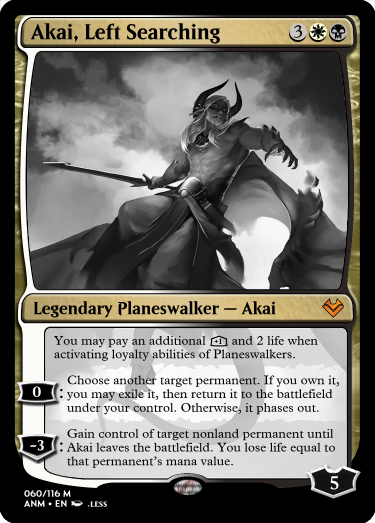 Akai, Left Searching 3
Legendary Planeswalker — Akai
You may pay an additional +1 and 2 life when
activating loyalty abilities of Planeswalkers.
Choose another target permanent. If you own it,
0: you may exile it, then return it to the battlefield
under your control. Otherwise, it phases out.
Gain control of target nonland permanent until
-3: Akai leaves the battlefield. You lose life equal to
that permanent's mana value.
5
060/116 M
ANM • EN .LESS